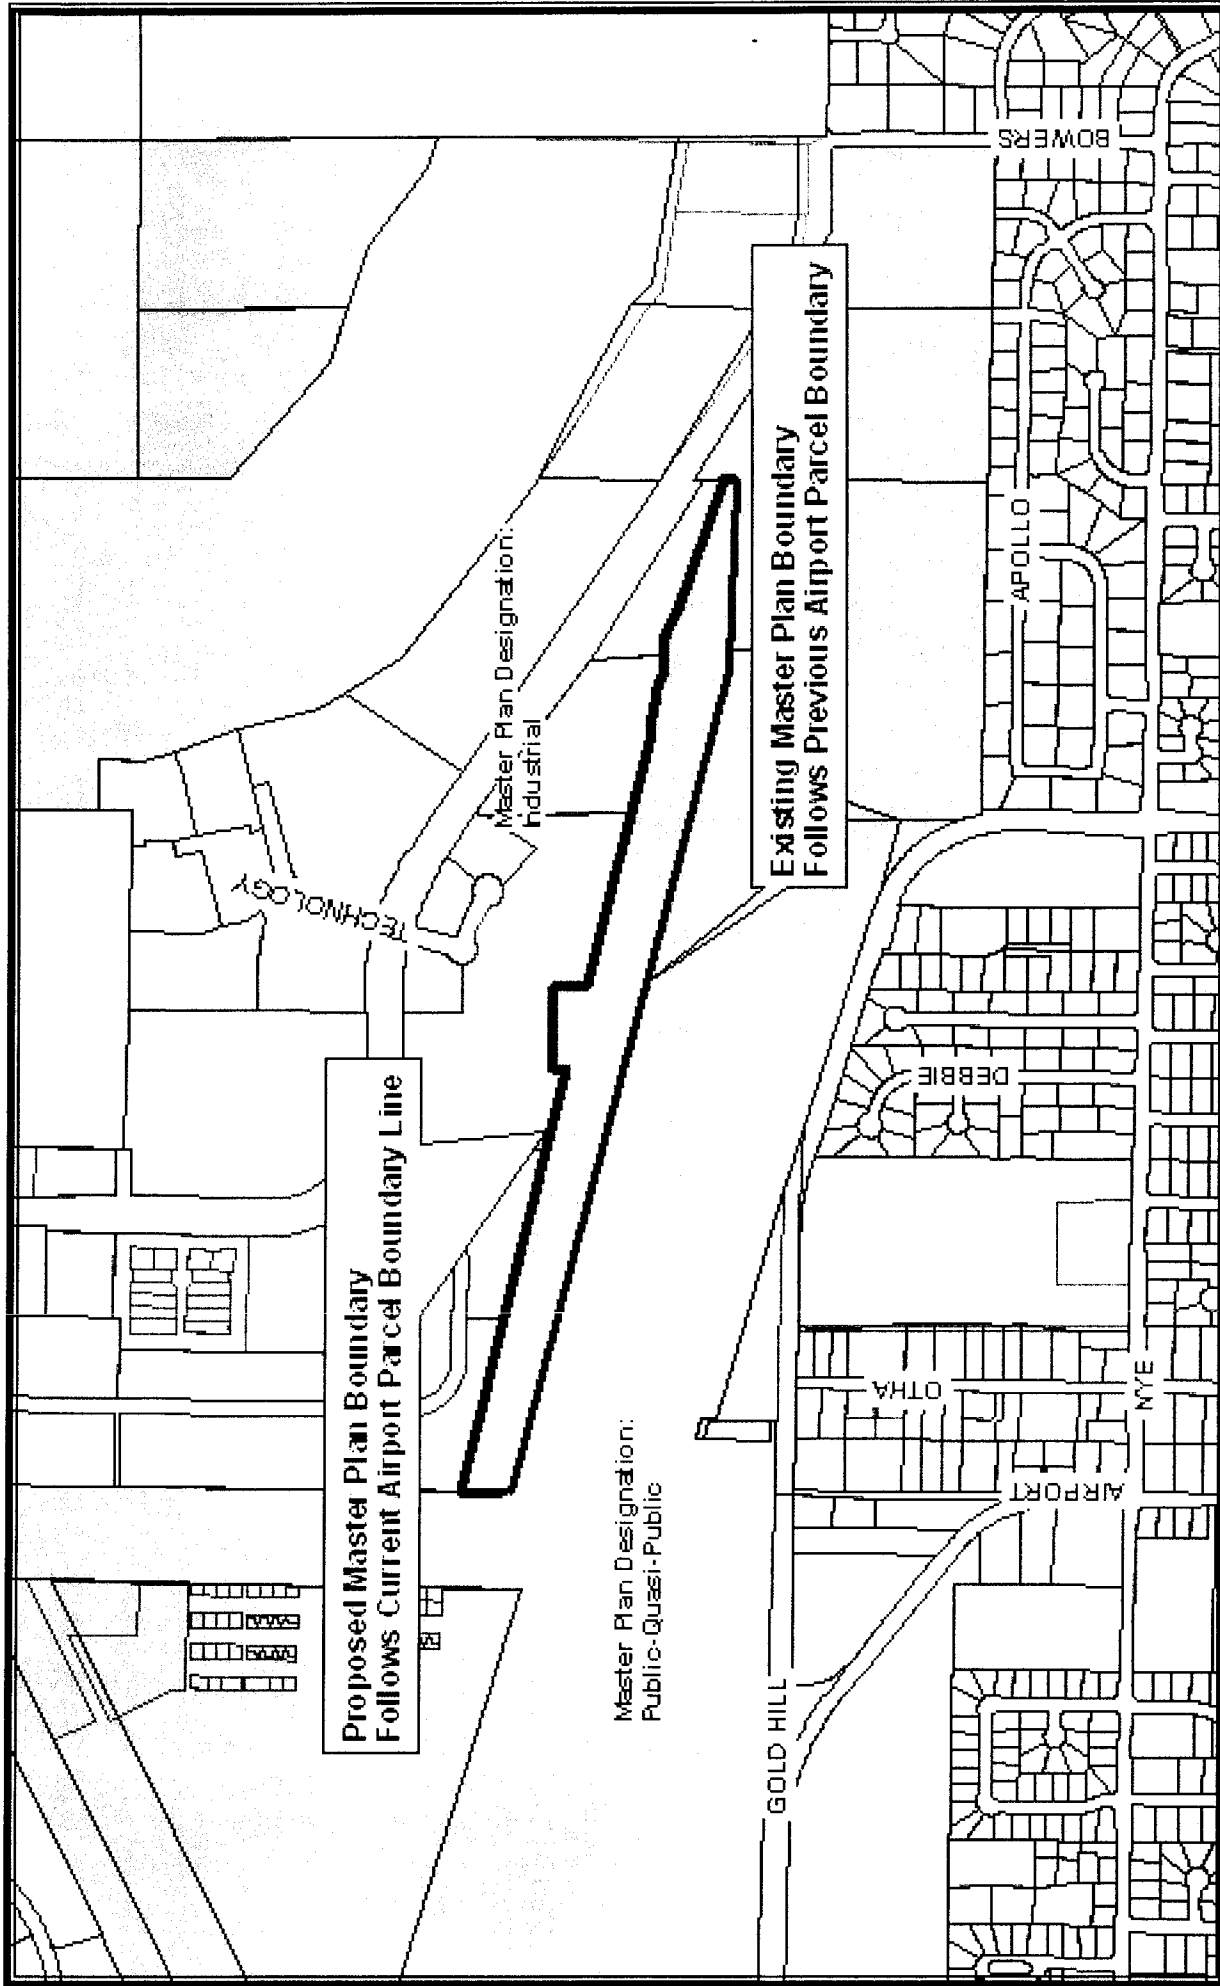 Proposed Master Plan Boundary
Follows Current Airport Parcel Boundary Line
TECHNOLOGY
Master Plan Designation:
Industrial
Master Plan Designation:
Public-Quasi-Public
Existing Master Plan Boundary
Follows Previous Airport Parcel Boundary
GOLD HILL
AIRPORT
OTHA
DEBBIE
APOLLO
BOWERS
NYE